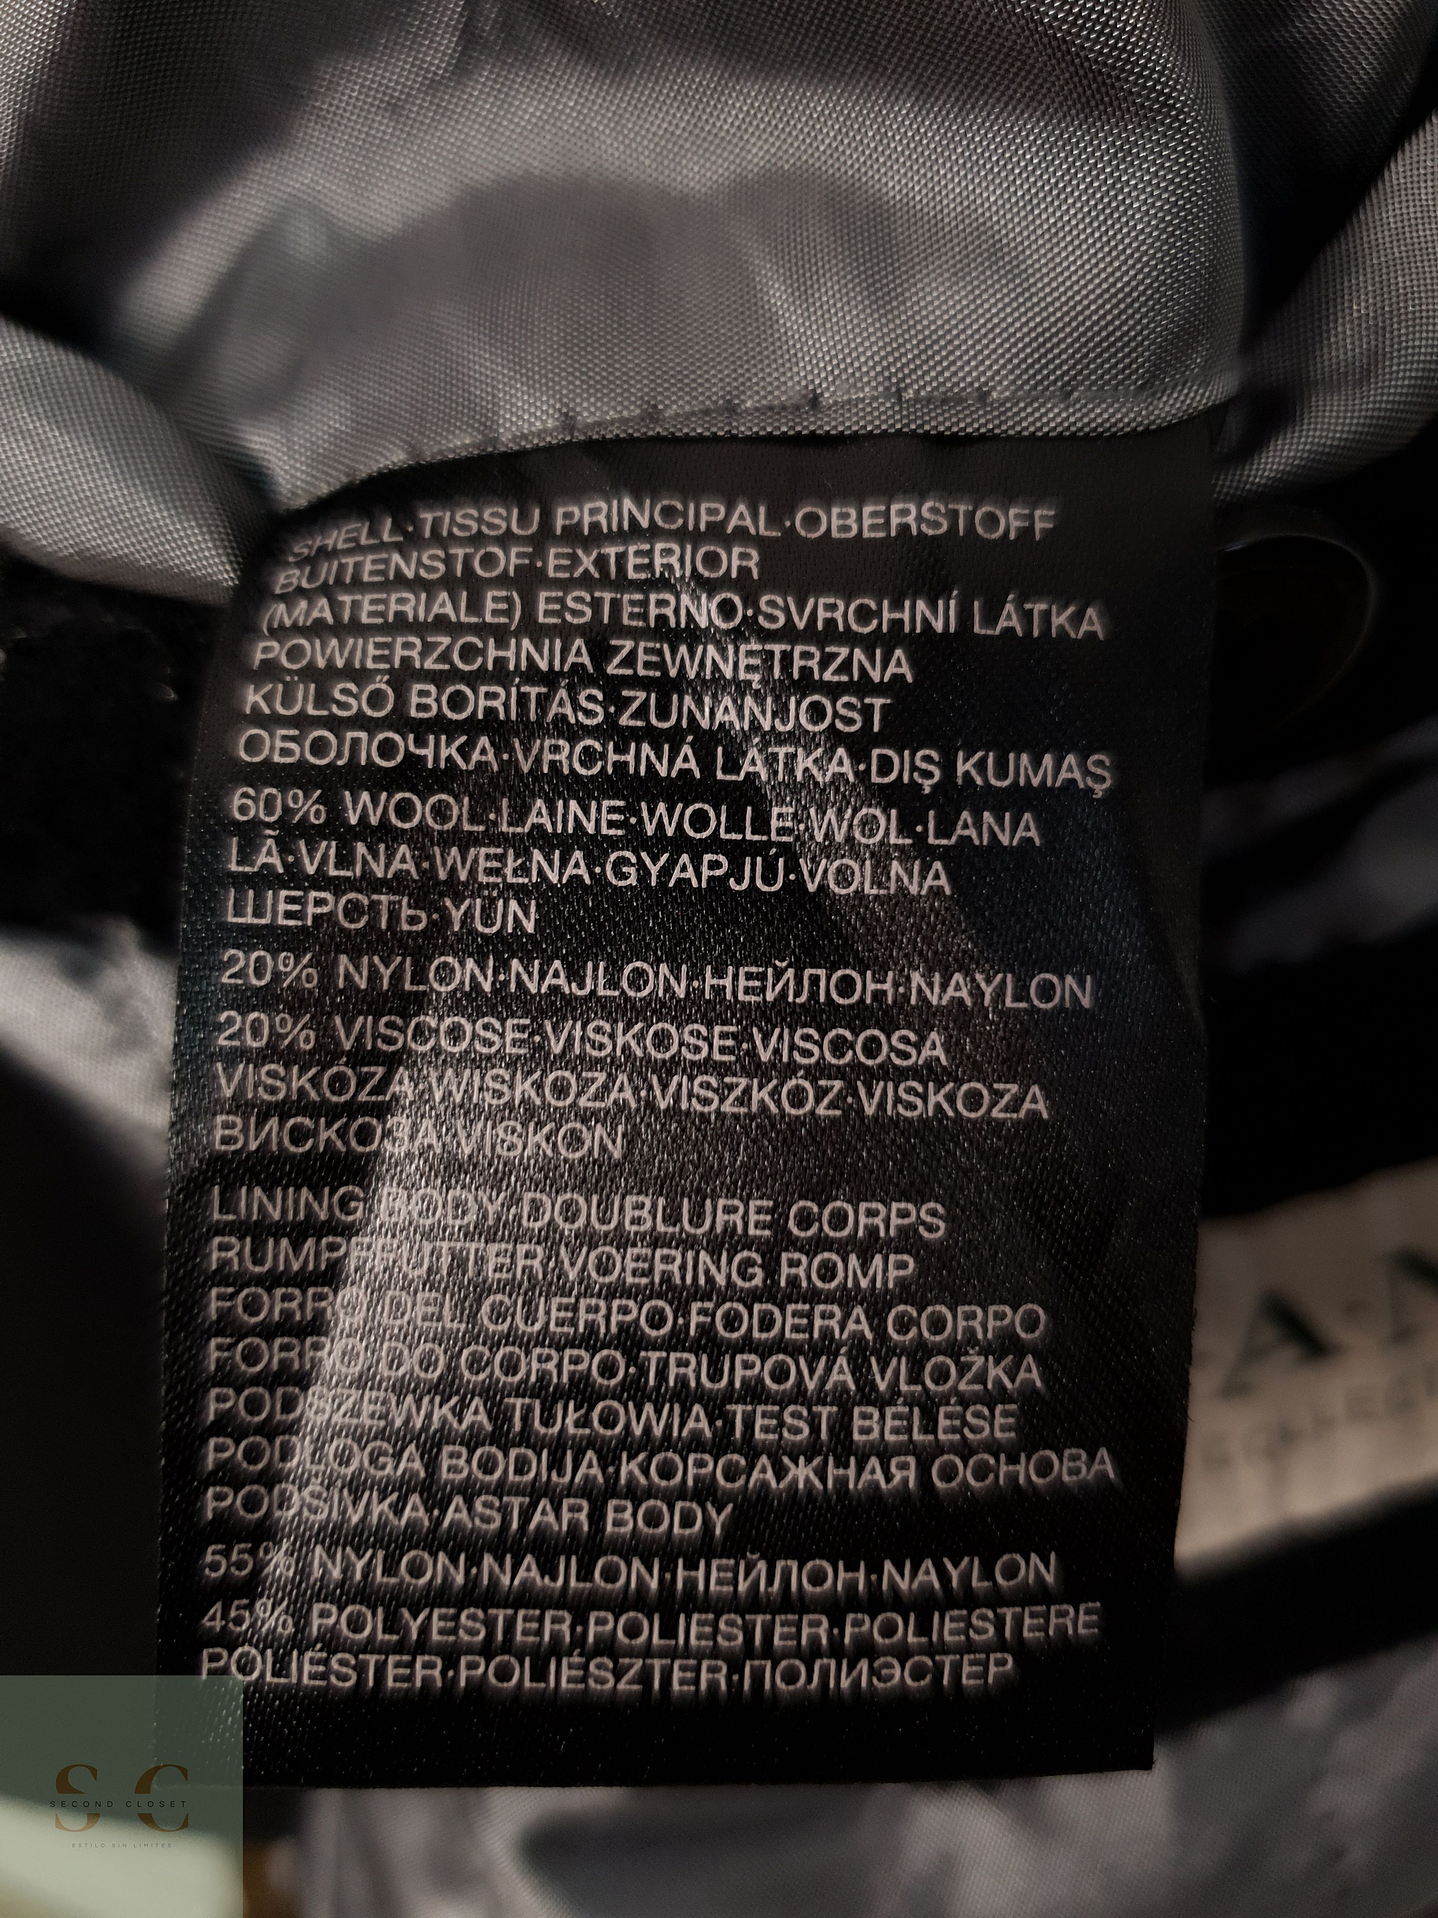 SHELL·TISSU PRINCIPAL·OBERSTOFF
BUITENSTOF·EXTERIOR
(MATERIALE) ESTERNO·SVRCHNÍ LÁTKA
POWIERZCHNIA ZEWNĘTRZNA
KÜLSŐ BORÍTÁS·ZUNANJOST
ОБОЛОЧКА·VRCHNÁ LÁTKA·DIŞ KUMAŞ
60% WOOL·LAINE·WOLLE·WOL·LANA
LÃ·VLNA·WEŁNA·GYAPJÚ·VOLNA
ШЕРСТЬ·YÜN
20% NYLON·NAJLON·НЕЙЛОН·NAYLON
20% VISCOSE·VISKOSE·VISCOSA
VISKÓZA·WISKOZA·VISZKÓZ·VISKOZA
ВИСКОЗА·VISKON
LINING BODY·DOUBLURE CORPS
RUMPFFUTTER·VOERING ROMP
FORRO DEL CUERPO·FODERA CORPO
FORRO DO CORPO·TRUPOVÁ VLOŽKA
PODSZEWKA TUŁOWIA·TEST BÉLÉSE
PODLOGA BODIJA·КОРСАЖНАЯ ОСНОВА
PODŠIVKA·ASTAR BODY
55% NYLON·NAJLON·НЕЙЛОН·NAYLON
45% POLYESTER·POLIESTER·POLIESTERE
POLIÉSTER·POLIÉSZTER·ПОЛИЭСТЕР
A·
SC
SECOND CLOSET
ESTILO SIN LIMITES